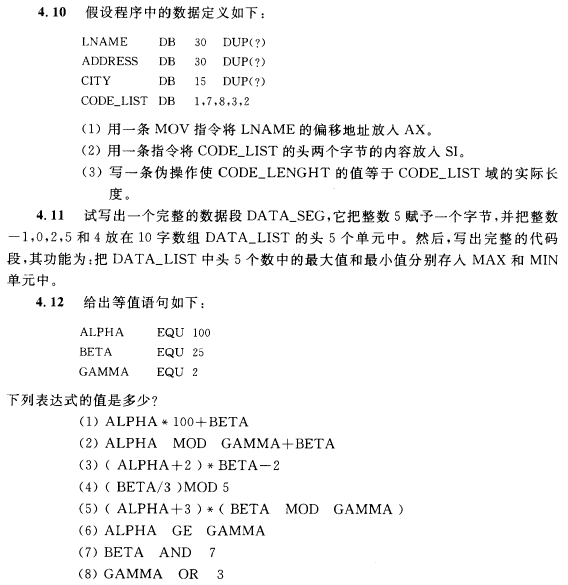 4.10 假设程序中的数据定义如下:
LNAME DB 30 DUP(?)
ADDRESS DB 30 DUP(?)
CITY DB 15 DUP(?)
CODE_LIST DB 1,7,8,3,2
(1) 用一条 MOV 指令将 LNAME 的偏移地址放入 AX。
(2) 用一条指令将 CODE_LIST 的头两个字节的内容放入 SI。
(3) 写一条伪操作使 CODE_LENGHT 的值等于 CODE_LIST 域的实际长
度。
4.11 试写出一个完整的数据段 DATA_SEG,它把整数 5 赋予一个字节,并把整数
-1,0,2,5 和 4 放在 10 字数组 DATA_LIST 的头 5 个单元中。然后,写出完整的代码
段,其功能为:把 DATA_LIST 中头 5 个数中的最大值和最小值分别存人 MAX 和 MIN
单元中。
4.12 给出等值语句如下:
ALPHA EQU 100
BETA EQU 25
GAMMA EQU 2
下列表达式的值是多少?
(1) ALPHA * 100+BETA
(2) ALPHA MOD GAMMA+BETA
(3) ( ALPHA+2 ) * BETA-2
(4) ( BETA/3 )MOD 5
(5) ( ALPHA+3 ) * ( BETA MOD GAMMA )
(6) ALPHA GE GAMMA
(7) BETA AND 7
(8) GAMMA OR 3